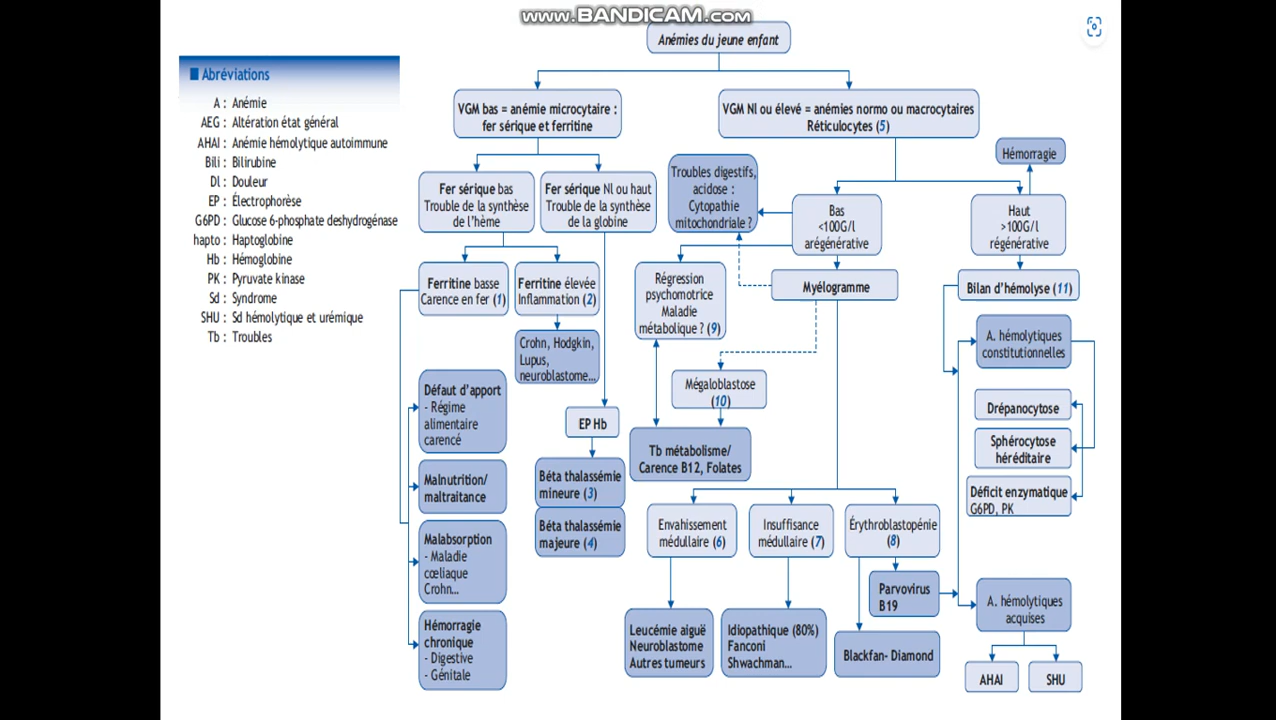 www.BANDICAM.com
Anémies du jeune enfant
■ Abréviations
A : Anémie
AEG : Altération état général
AHAI : Anémie hémolytique autoimmune
Bili : Bilirubine
Dl : Douleur
EP : Électrophorèse
G6PD : Glucose 6-phosphate deshydrogénase
hapto : Haptoglobine
Hb : Hémoglobine
PK : Pyruvate kinase
Sd : Syndrome
SHU : Sd hémolytique et urémique
Tb : Troubles
VGM bas = anémie microcytaire :
fer sérique et ferritine
VGM Nl ou élevé = anémies normo ou macrocytaires
Réticulocytes (5)
Fer sérique bas
Trouble de la synthèse
de l'hème
Fer sérique Nl ou haut
Trouble de la synthèse
de la globine
Troubles digestifs,
acidose :
Cytopathie
mitochondriale ?
Hémorragie
Bas
<100G/l
arégénérative
Haut
>100G/l
régénérative
Ferritine basse
Carence en fer (1)
Ferritine élevée
Inflammation (2)
Régression
psychomotrice
Maladie
métabolique ? (9)
Myélogramme
Bilan d'hémolyse (11)
Crohn, Hodgkin,
Lupus,
neuroblastome...
A. hémolytiques
constitutionnelles
Défaut d'apport
- Régime
alimentaire
carencé
Mégaloblastose
(10)
Drépanocytose
EP Hb
Tb métabolisme/
Carence B12, Folates
Sphérocytose
héréditaire
Malnutrition/
maltraitance
Béta thalassémie
mineure (3)
Déficit enzymatique
G6PD, PK
Béta thalassémie
majeure (4)
Envahissement
médullaire (6)
Insuffisance
médullaire (7)
Érythroblastopénie
(8)
Malabsorption
- Maladie
cœliaque
Crohn...
Parvovirus
B19
A. hémolytiques
acquises
Hémorragie
chronique
- Digestive
- Génitale
Leucémie aiguë
Neuroblastome
Autres tumeurs
Idiopathique (80%)
Fanconi
Shwachman...
Blackfan- Diamond
AHAI
SHU